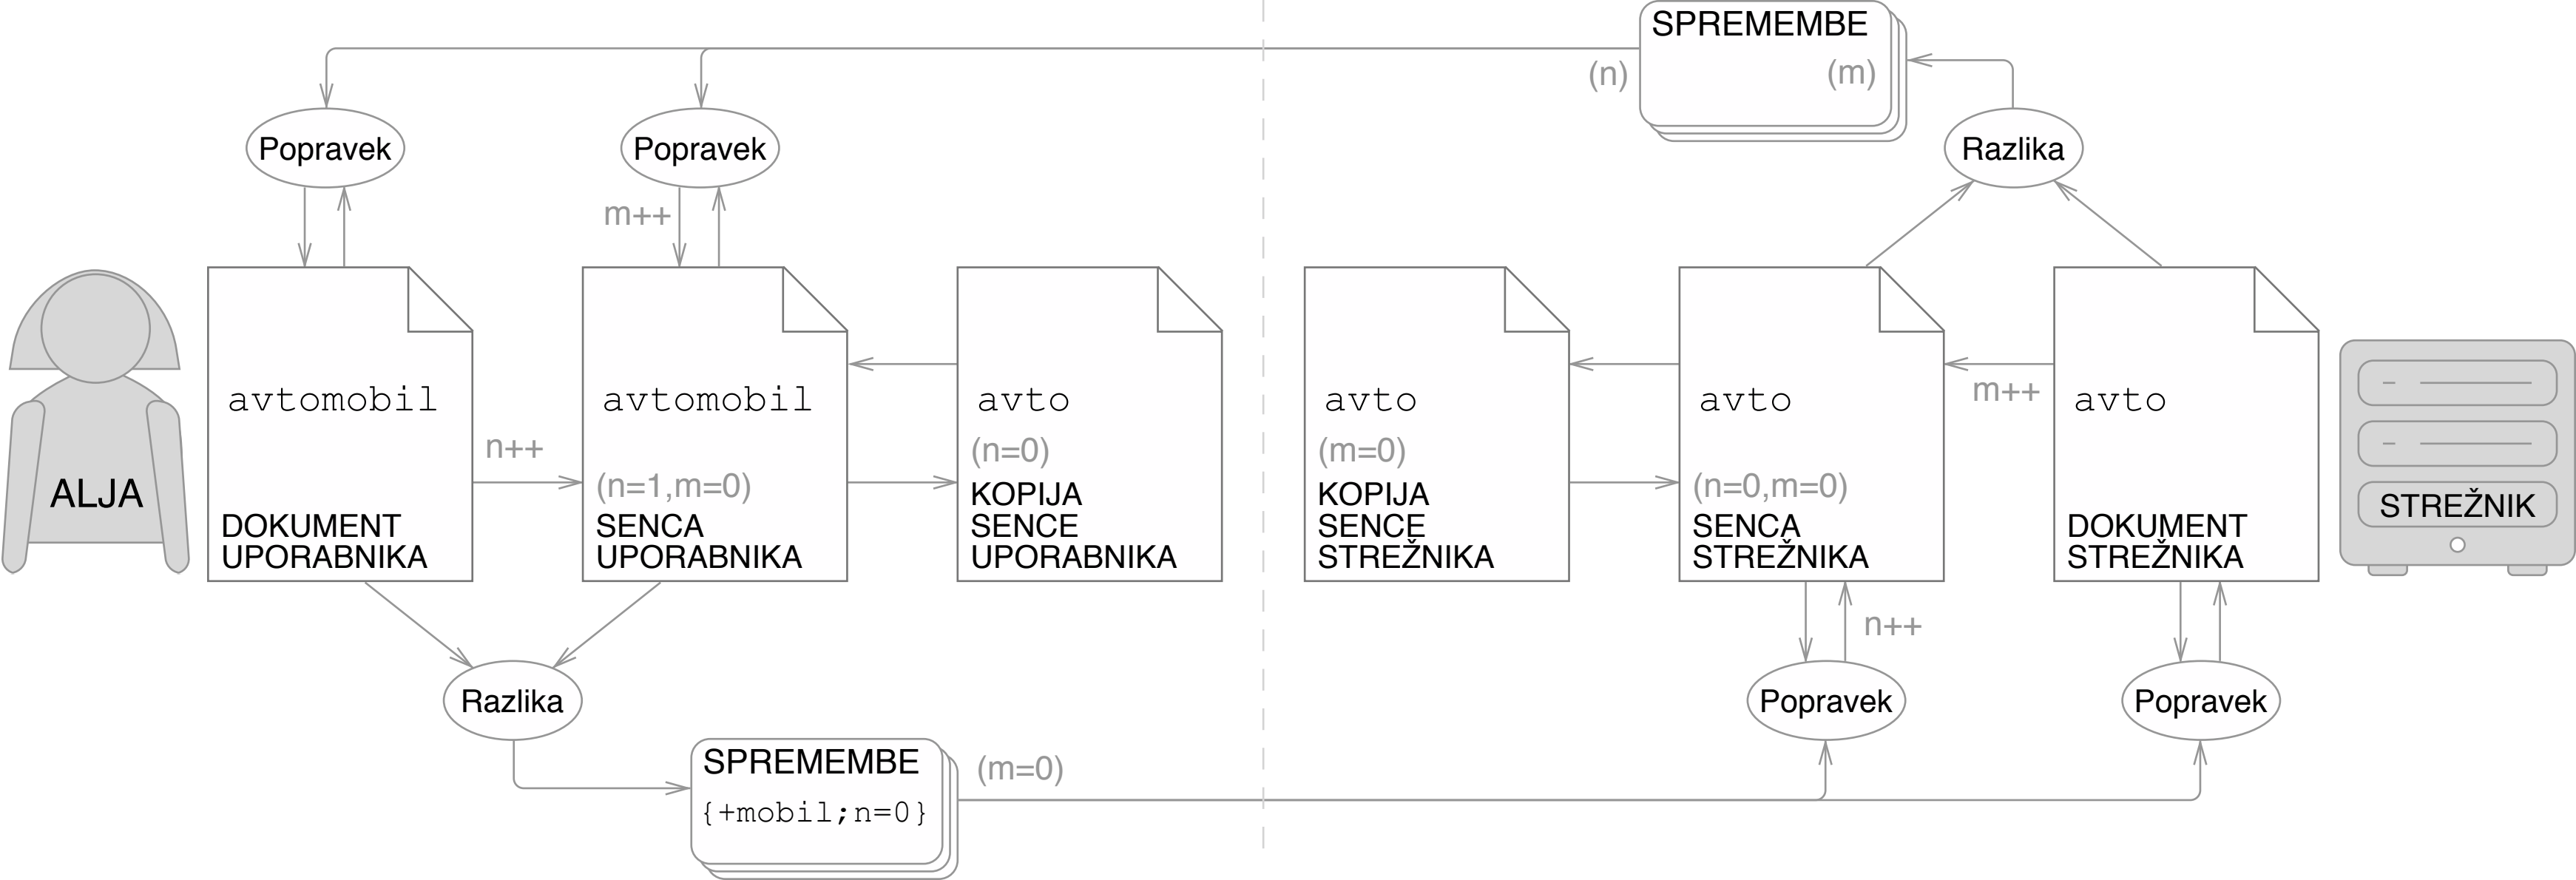 SPREMEMBE
(n)
(m)
Popravek
Popravek
Razlika
m++
avtomobil
avtomobil
avto
avto
avto
avto
m++
n++
(n=0)
(m=0)
(n=1,m=0)
(n=0,m=0)
ALJA
DOKUMENT
UPORABNIKA
SENCA
UPORABNIKA
KOPIJA
SENCE
UPORABNIKA
KOPIJA
SENCE
STREŽNIKA
SENCA
STREŽNIKA
DOKUMENT
STREŽNIKA
STREŽNIK
n++
Razlika
Popravek
Popravek
SPREMEMBE
(m=0)
{+mobil;n=0}